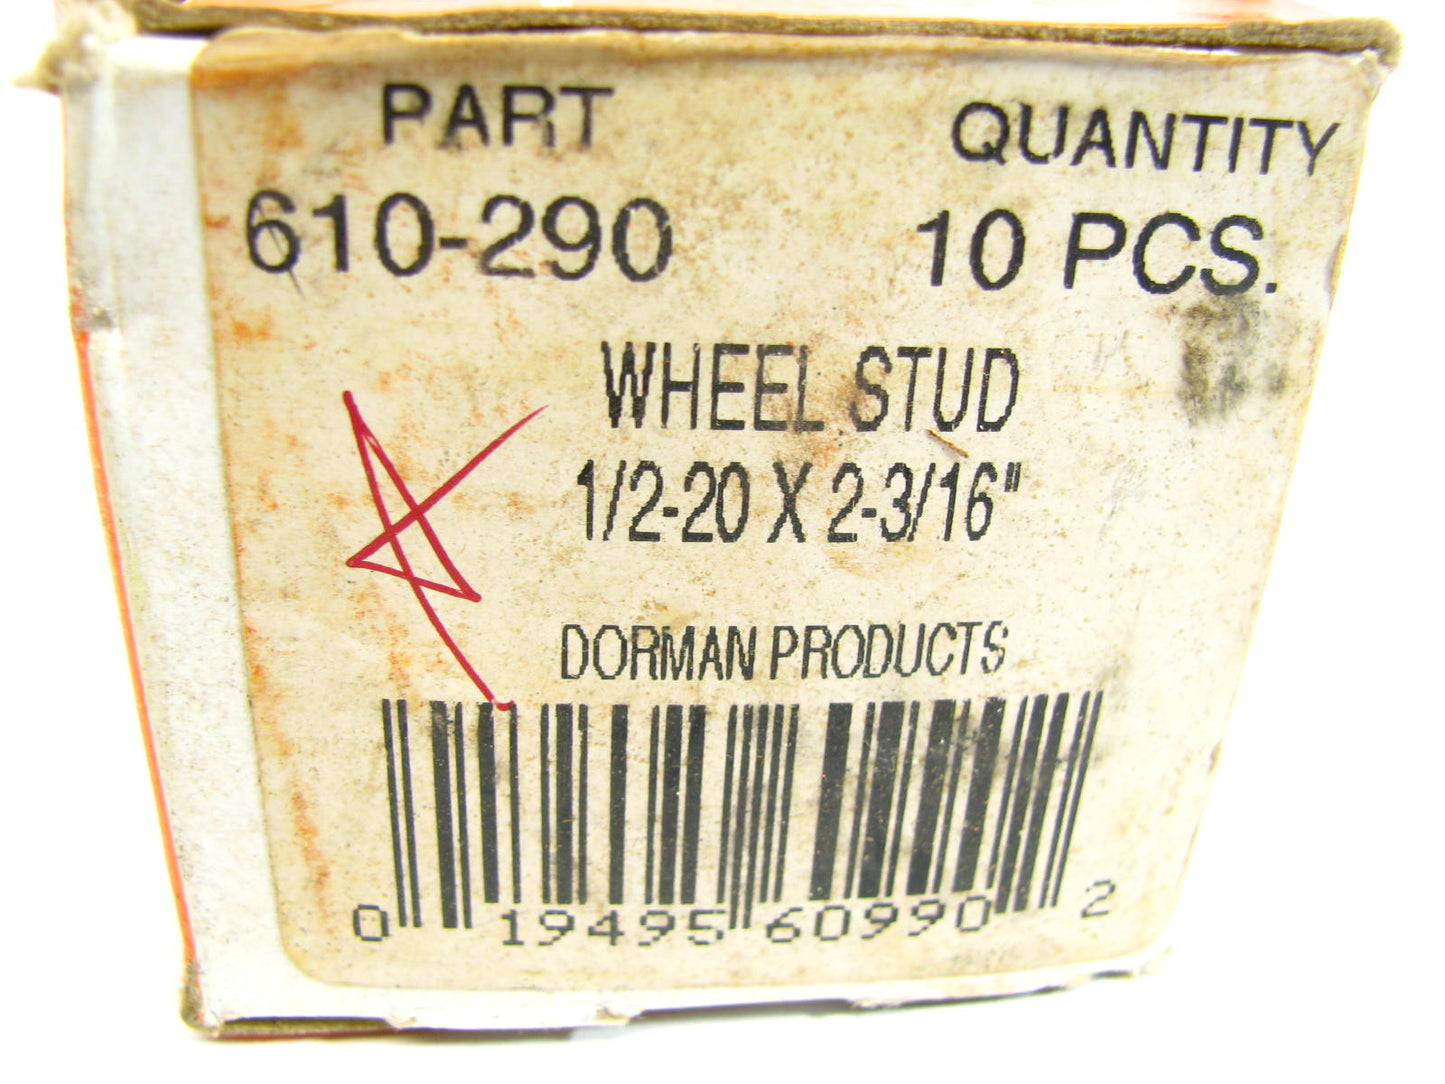 PART QUANTITY
610-290 10 PCS.
WHEEL STUD
1/2-20 X 2-3/16"
DORMAN PRODUCTS
0 19495 60990 2